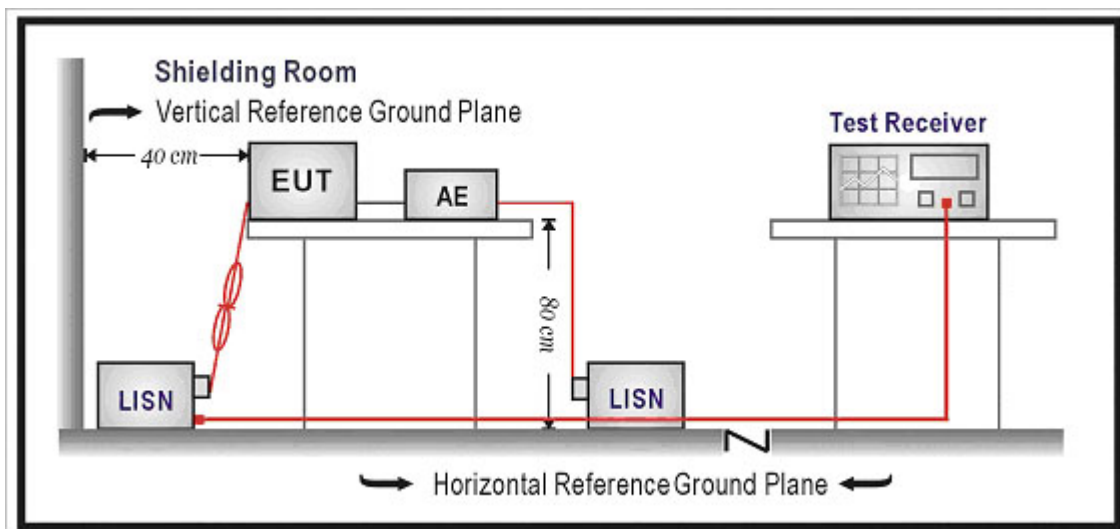 Shielding Room
Vertical Reference Ground Plane
40 cm
EUT
AE
Test Receiver
80 cm
LISN
LISN
Horizontal Reference Ground Plane